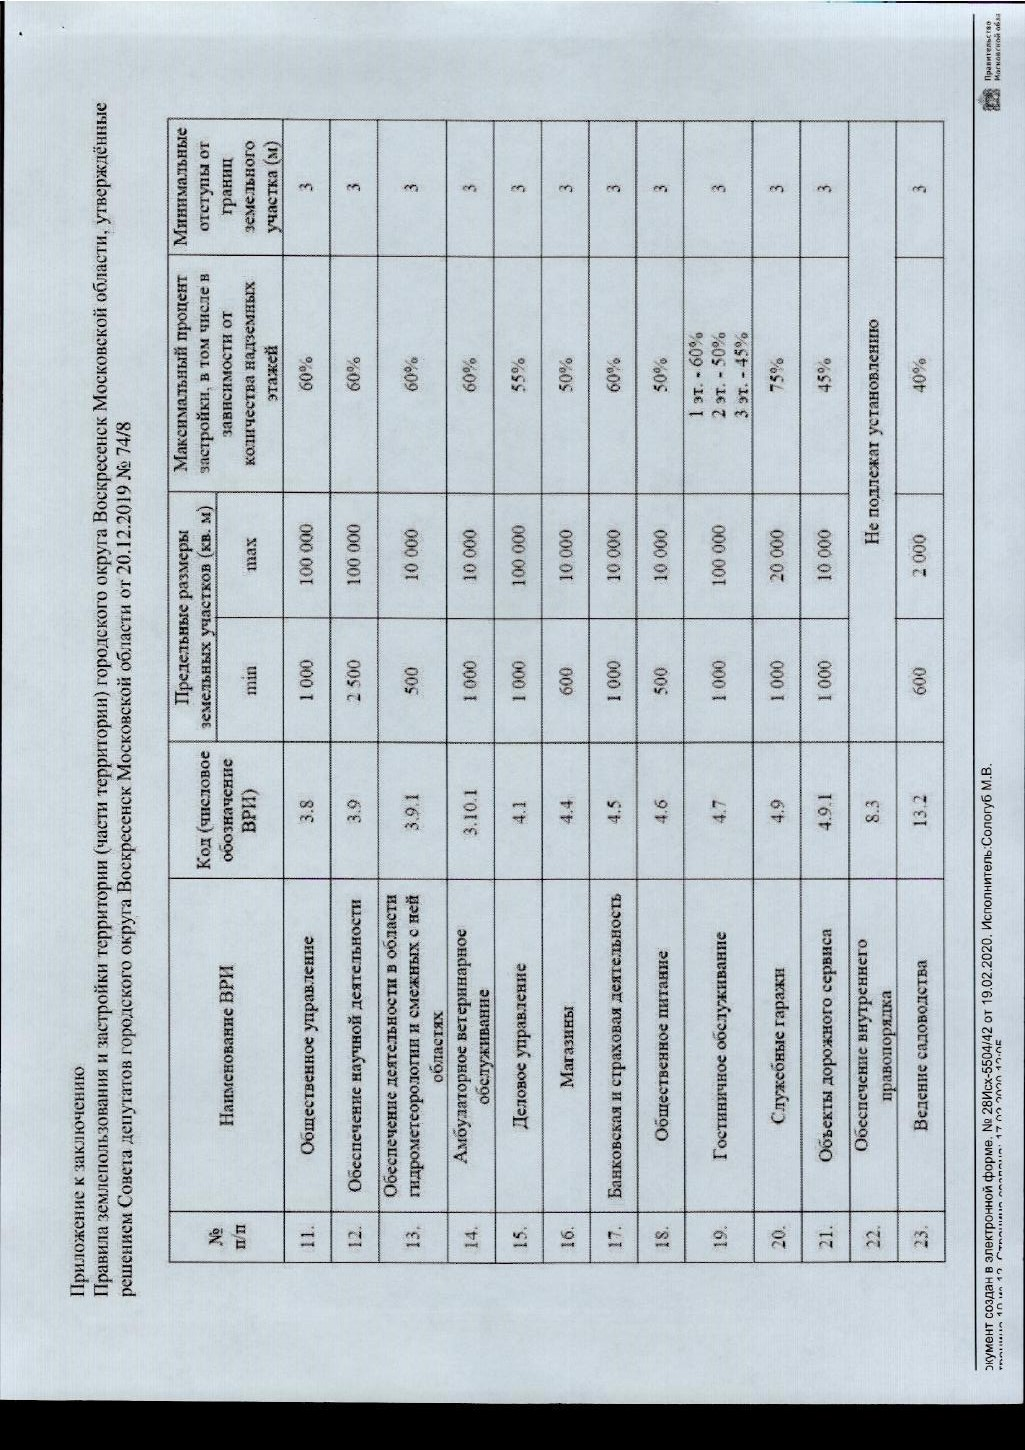 Приложение к заключению
Правила землепользования и застройки территории (части территории) городского округа Воскресенск Московской области, утверждённые
решением Совета депутатов городского округа Воскресенск Московской области от 20.12.2019 № 74/8
№ п/п | Наименование ВРИ | Код (числовое обозначение ВРИ) | Предельные размеры земельных участков (кв. м) min | max | Максимальный процент застройки, в том числе в зависимости от количества надземных этажей | Минимальные отступы от границ земельного участка (м)
11. | Общественное управление | 3.8 | 1 000 | 100 000 | 60% | 3
12. | Обеспечение научной деятельности | 3.9 | 2 500 | 100 000 | 60% | 3
13. | Обеспечение деятельности в области гидрометеорологии и смежных с ней областях | 3.9.1 | 500 | 10 000 | 60% | 3
14. | Амбулаторное ветеринарное обслуживание | 3.10.1 | 1 000 | 10 000 | 60% | 3
15. | Деловое управление | 4.1 | 1 000 | 100 000 | 55% | 3
16. | Магазины | 4.4 | 600 | 10 000 | 50% | 3
17. | Банковская и страховая деятельность | 4.5 | 1 000 | 10 000 | 60% | 3
18. | Общественное питание | 4.6 | 500 | 10 000 | 50% | 3
19. | Гостиничное обслуживание | 4.7 | 1 000 | 100 000 | 1 эт. - 60% 2 эт. - 50% 3 эт. - 45% | 3
20. | Служебные гаражи | 4.9 | 1 000 | 20 000 | 75% | 3
21. | Объекты дорожного сервиса | 4.9.1 | 1 000 | 10 000 | 45% | 3
22. | Обеспечение внутреннего правопорядка | 8.3 | Не подлежат установлению
23. | Ведение садоводства | 13.2 | 600 | 2 000 | 40% | 3
окумент создан в электронной форме. № 28Исх-5504/42 от 19.02.2020. Исполнитель:Сологуб М.В.
Правительство
Московской обла